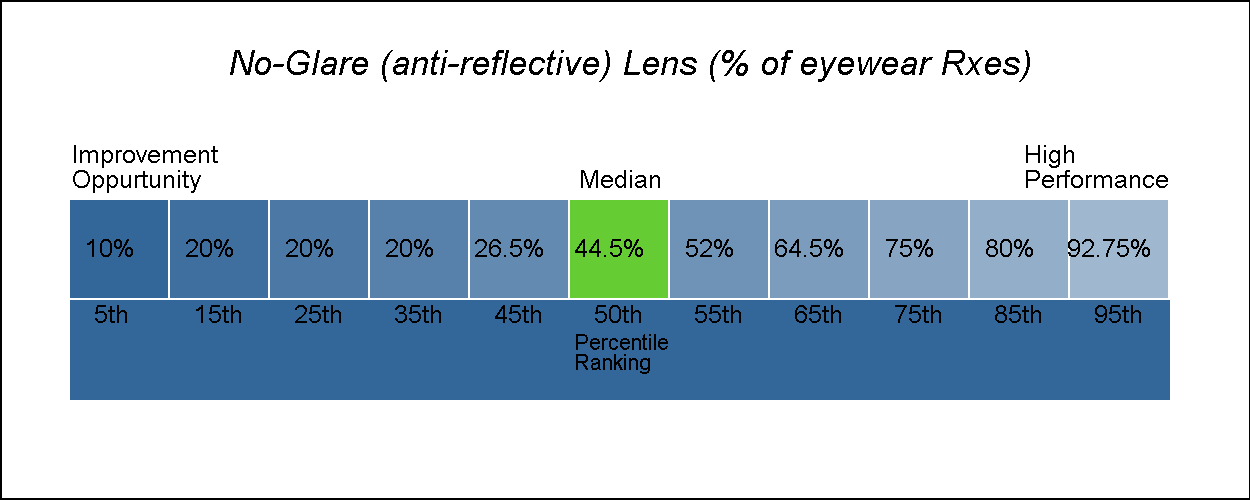 No-Glare (anti-reflective) Lens (% of eyewear Rxes)
Improvement
Oppurtunity
Median
High
Performance
10% 20% 20% 20% 26.5% 44.5% 52% 64.5% 75% 80% 92.75%
5th 15th 25th 35th 45th 50th 55th 65th 75th 85th 95th
Percentile
Ranking